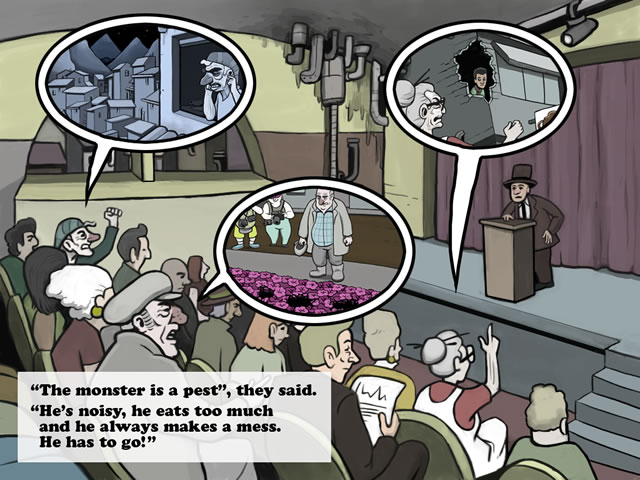 “The monster is a pest”, they said.
“He’s noisy, he eats too much
and he always makes a mess.
He has to go!”